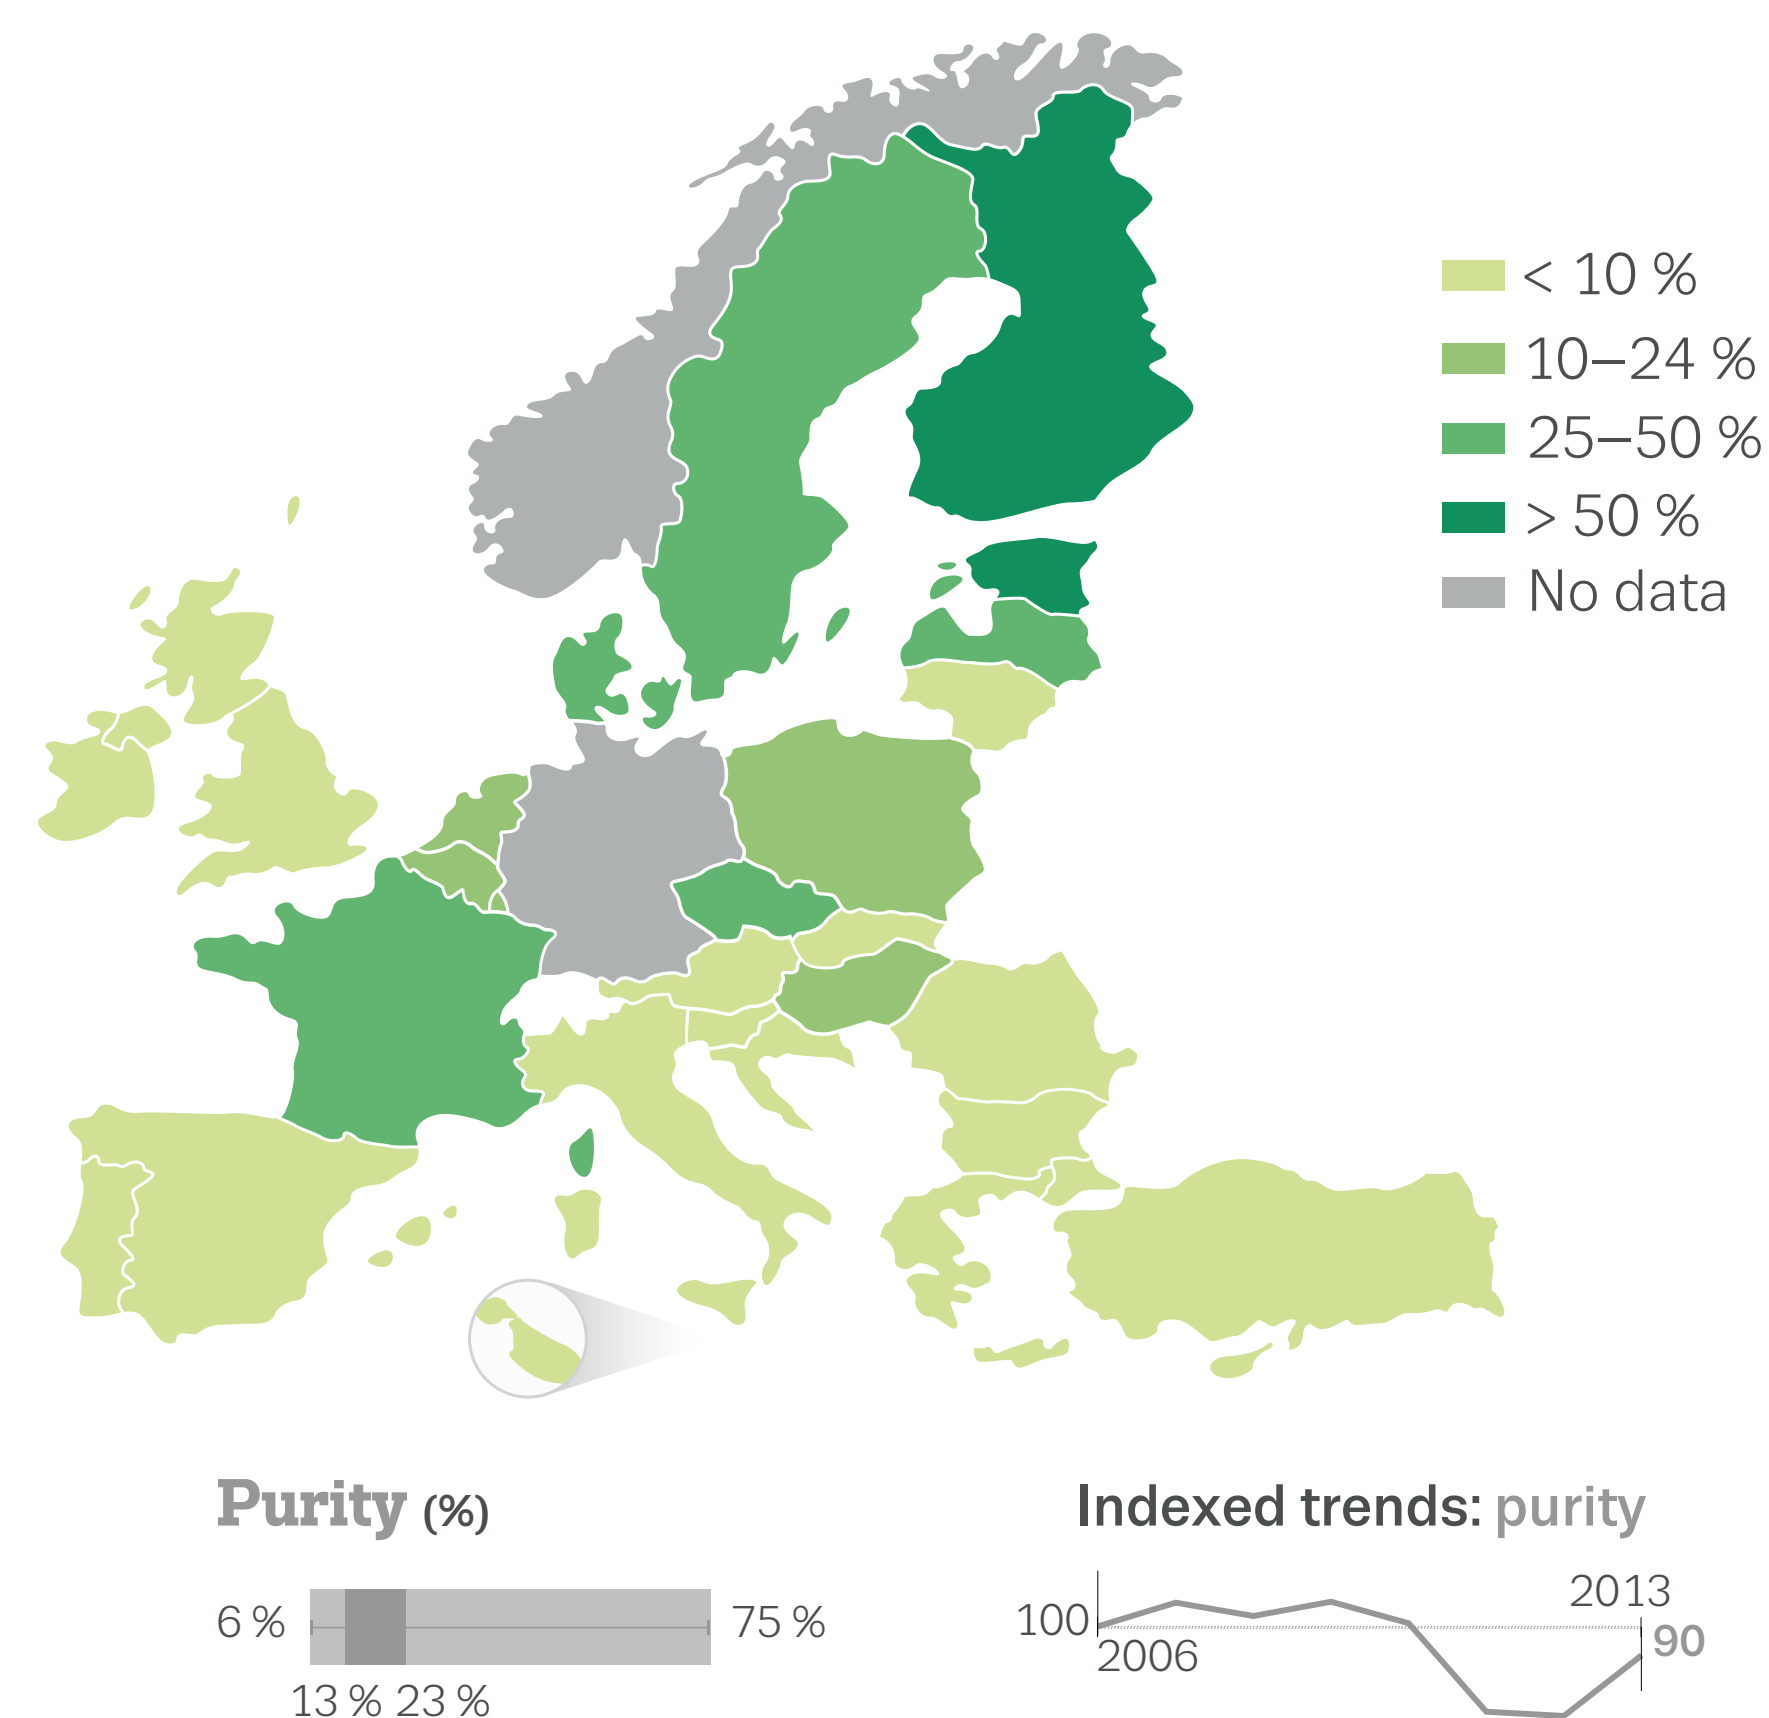 < 10 %
10–24 %
25–50 %
> 50 %
No data
Purity (%)
6 %
75 %
13 % 23 %
Indexed trends: purity
2013
100
90
2006